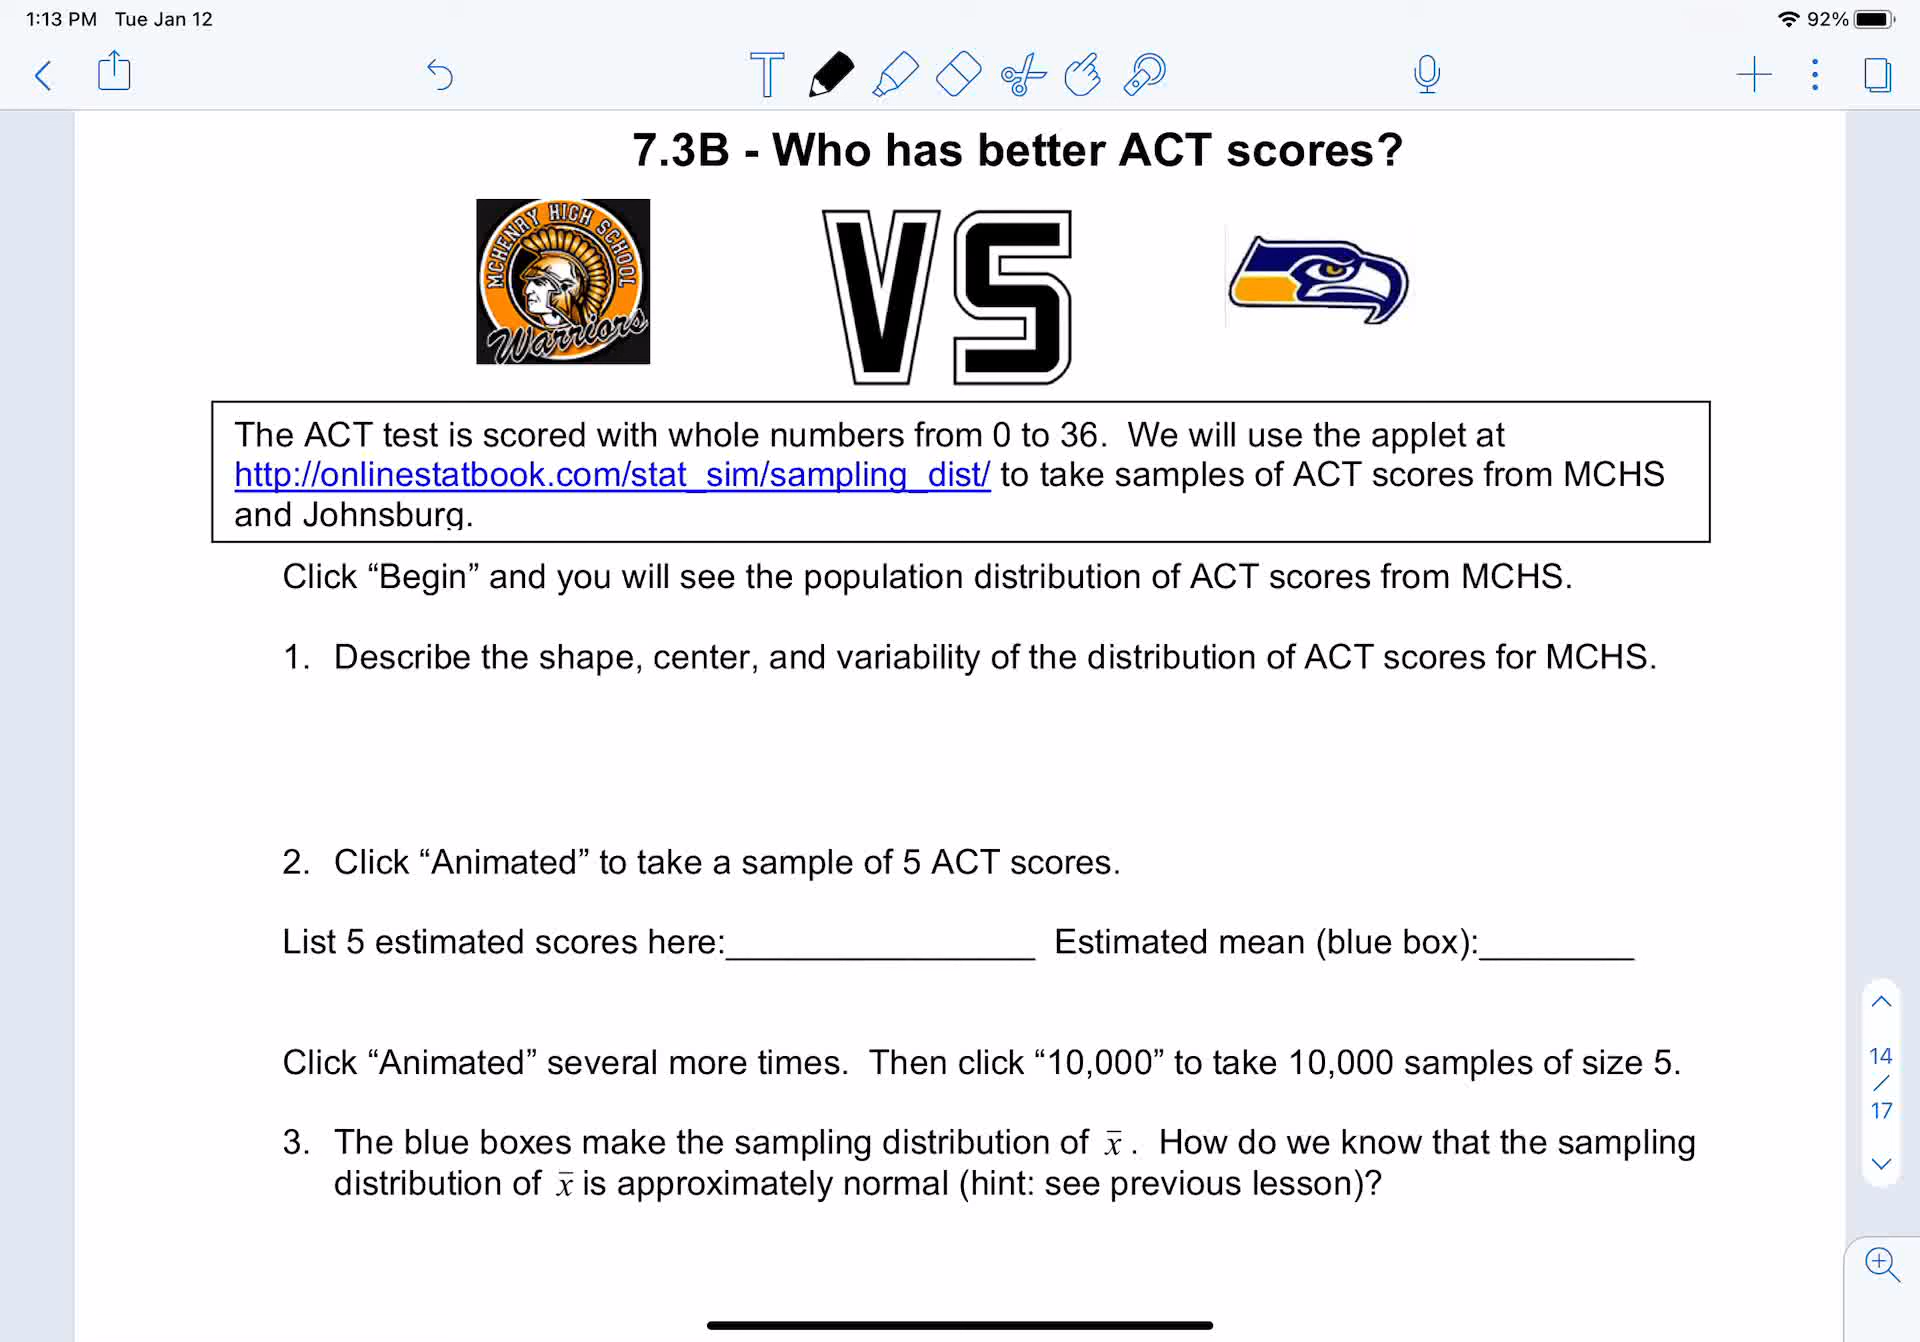 1:13 PM Tue Jan 12
92%
7.3B - Who has better ACT scores?
MCHENRY HIGH SCHOOL
Warriors
VS
The ACT test is scored with whole numbers from 0 to 36. We will use the applet at
http://onlinestatbook.com/stat_sim/sampling_dist/ to take samples of ACT scores from MCHS
and Johnsburg.
Click “Begin” and you will see the population distribution of ACT scores from MCHS.
1. Describe the shape, center, and variability of the distribution of ACT scores for MCHS.
2. Click “Animated” to take a sample of 5 ACT scores.
List 5 estimated scores here:________________ Estimated mean (blue box):________
Click “Animated” several more times. Then click “10,000” to take 10,000 samples of size 5.
3. The blue boxes make the sampling distribution of x̅ . How do we know that the sampling
distribution of x̅ is approximately normal (hint: see previous lesson)?
14
/
17